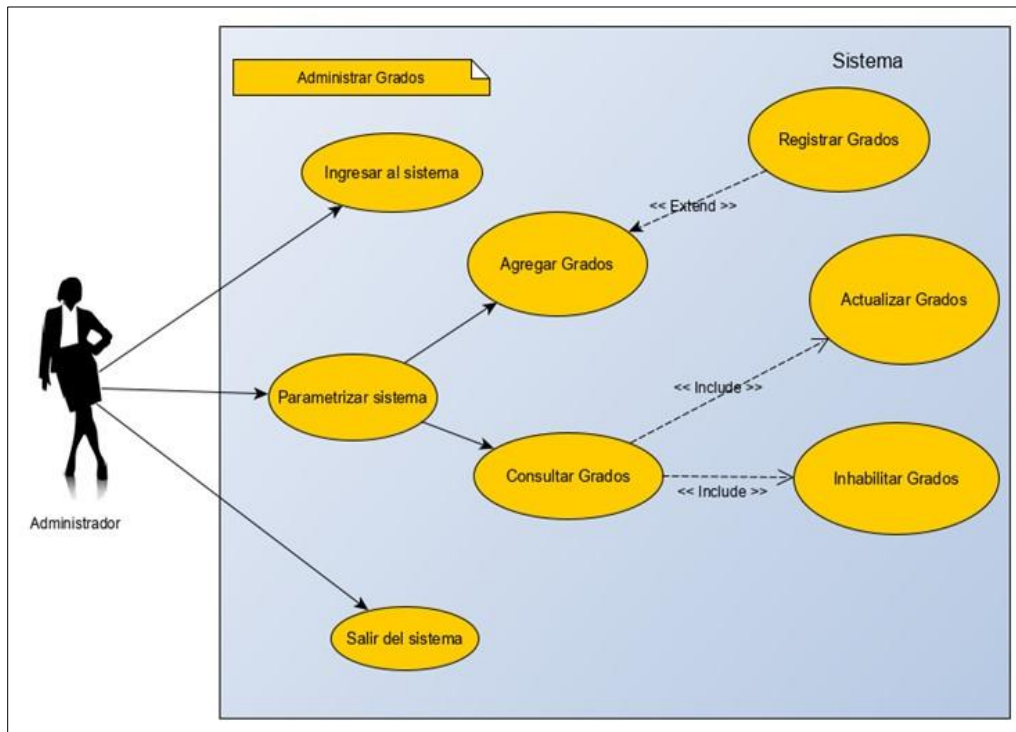 Sistema
Administrar Grados
Registrar Grados
Ingresar al sistema
<< Extend >>
Agregar Grados
Actualizar Grados
<< Include >>
Parametrizar sistema
Consultar Grados
Inhabilitar Grados
<< Include >>
Administrador
Salir del sistema